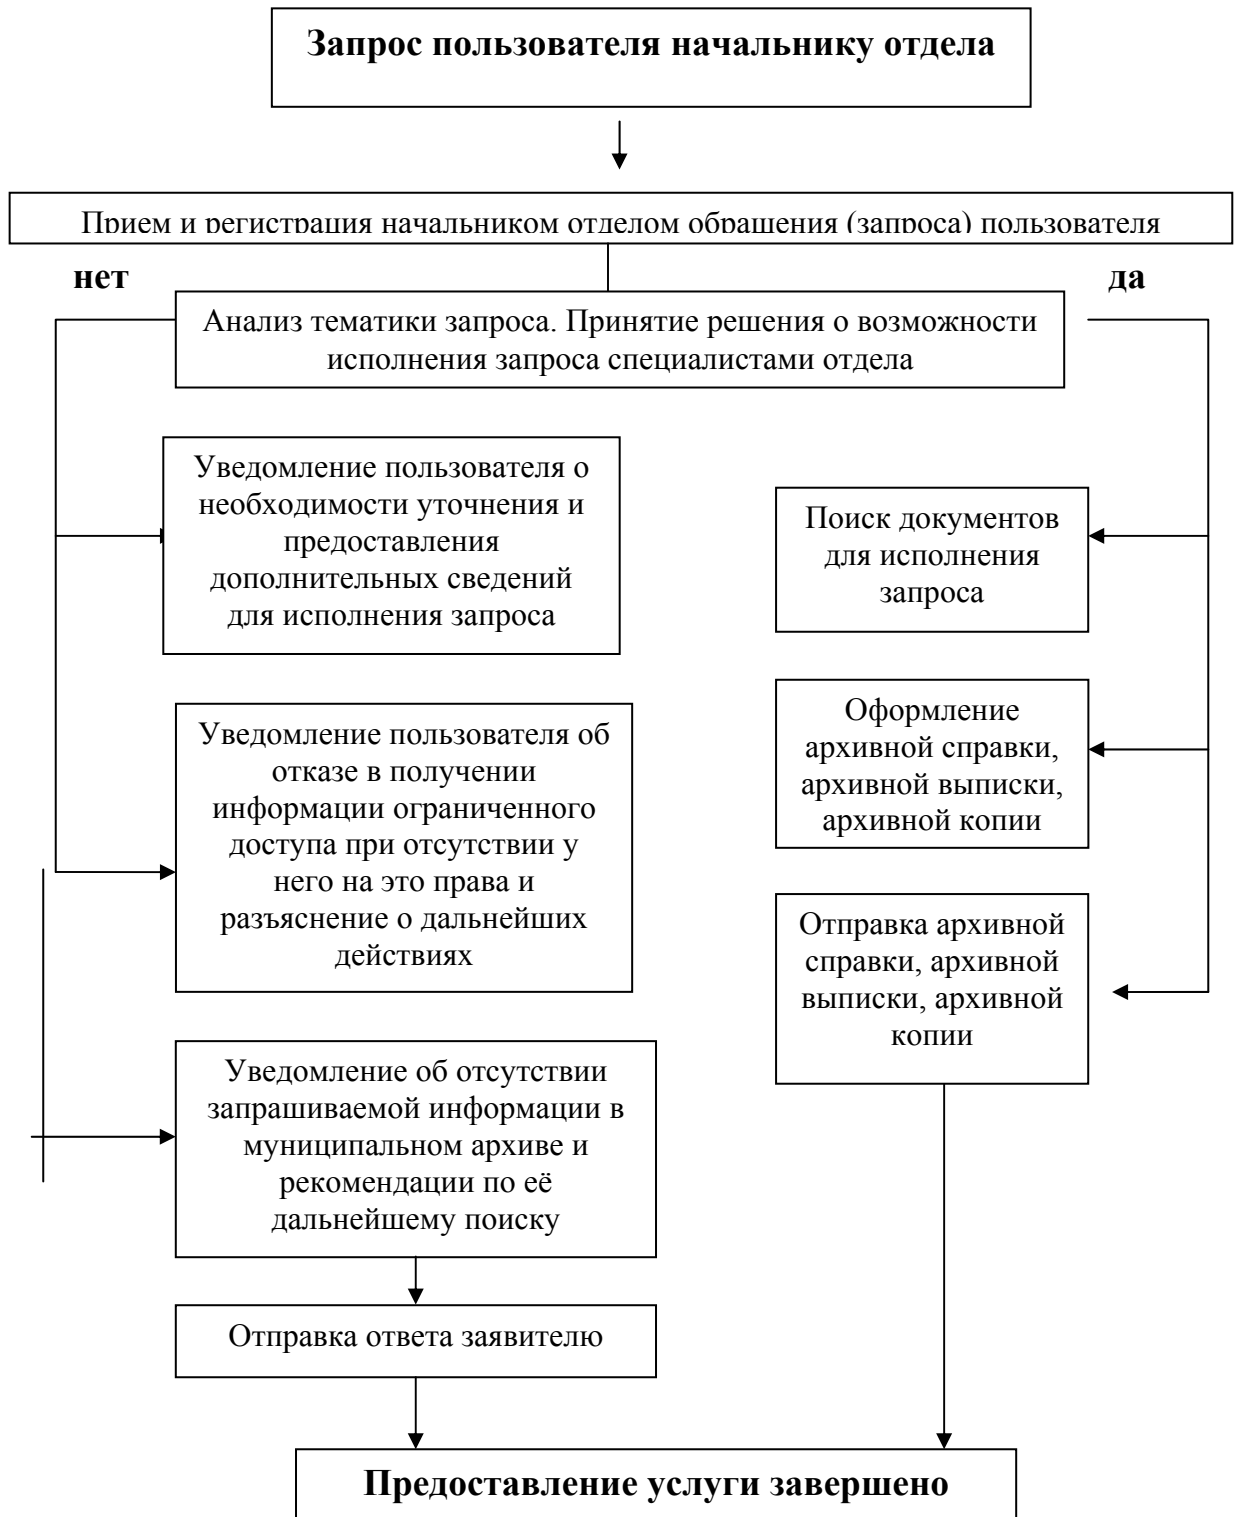 Запрос пользователя начальнику отдела
Прием и регистрация начальником отделом обращения (запроса) пользователя
нет
да
Анализ тематики запроса. Принятие решения о возможности
исполнения запроса специалистами отдела
Уведомление пользователя о
необходимости уточнения и
предоставления
дополнительных сведений
для исполнения запроса
Поиск документов
для исполнения
запроса
Уведомление пользователя об
отказе в получении
информации ограниченного
доступа при отсутствии у
него на это права и
разъяснение о дальнейших
действиях
Оформление
архивной справки,
архивной выписки,
архивной копии
Отправка архивной
справки, архивной
выписки, архивной
копии
Уведомление об отсутствии
запрашиваемой информации в
муниципальном архиве и
рекомендации по её
дальнейшему поиску
Отправка ответа заявителю
Предоставление услуги завершено